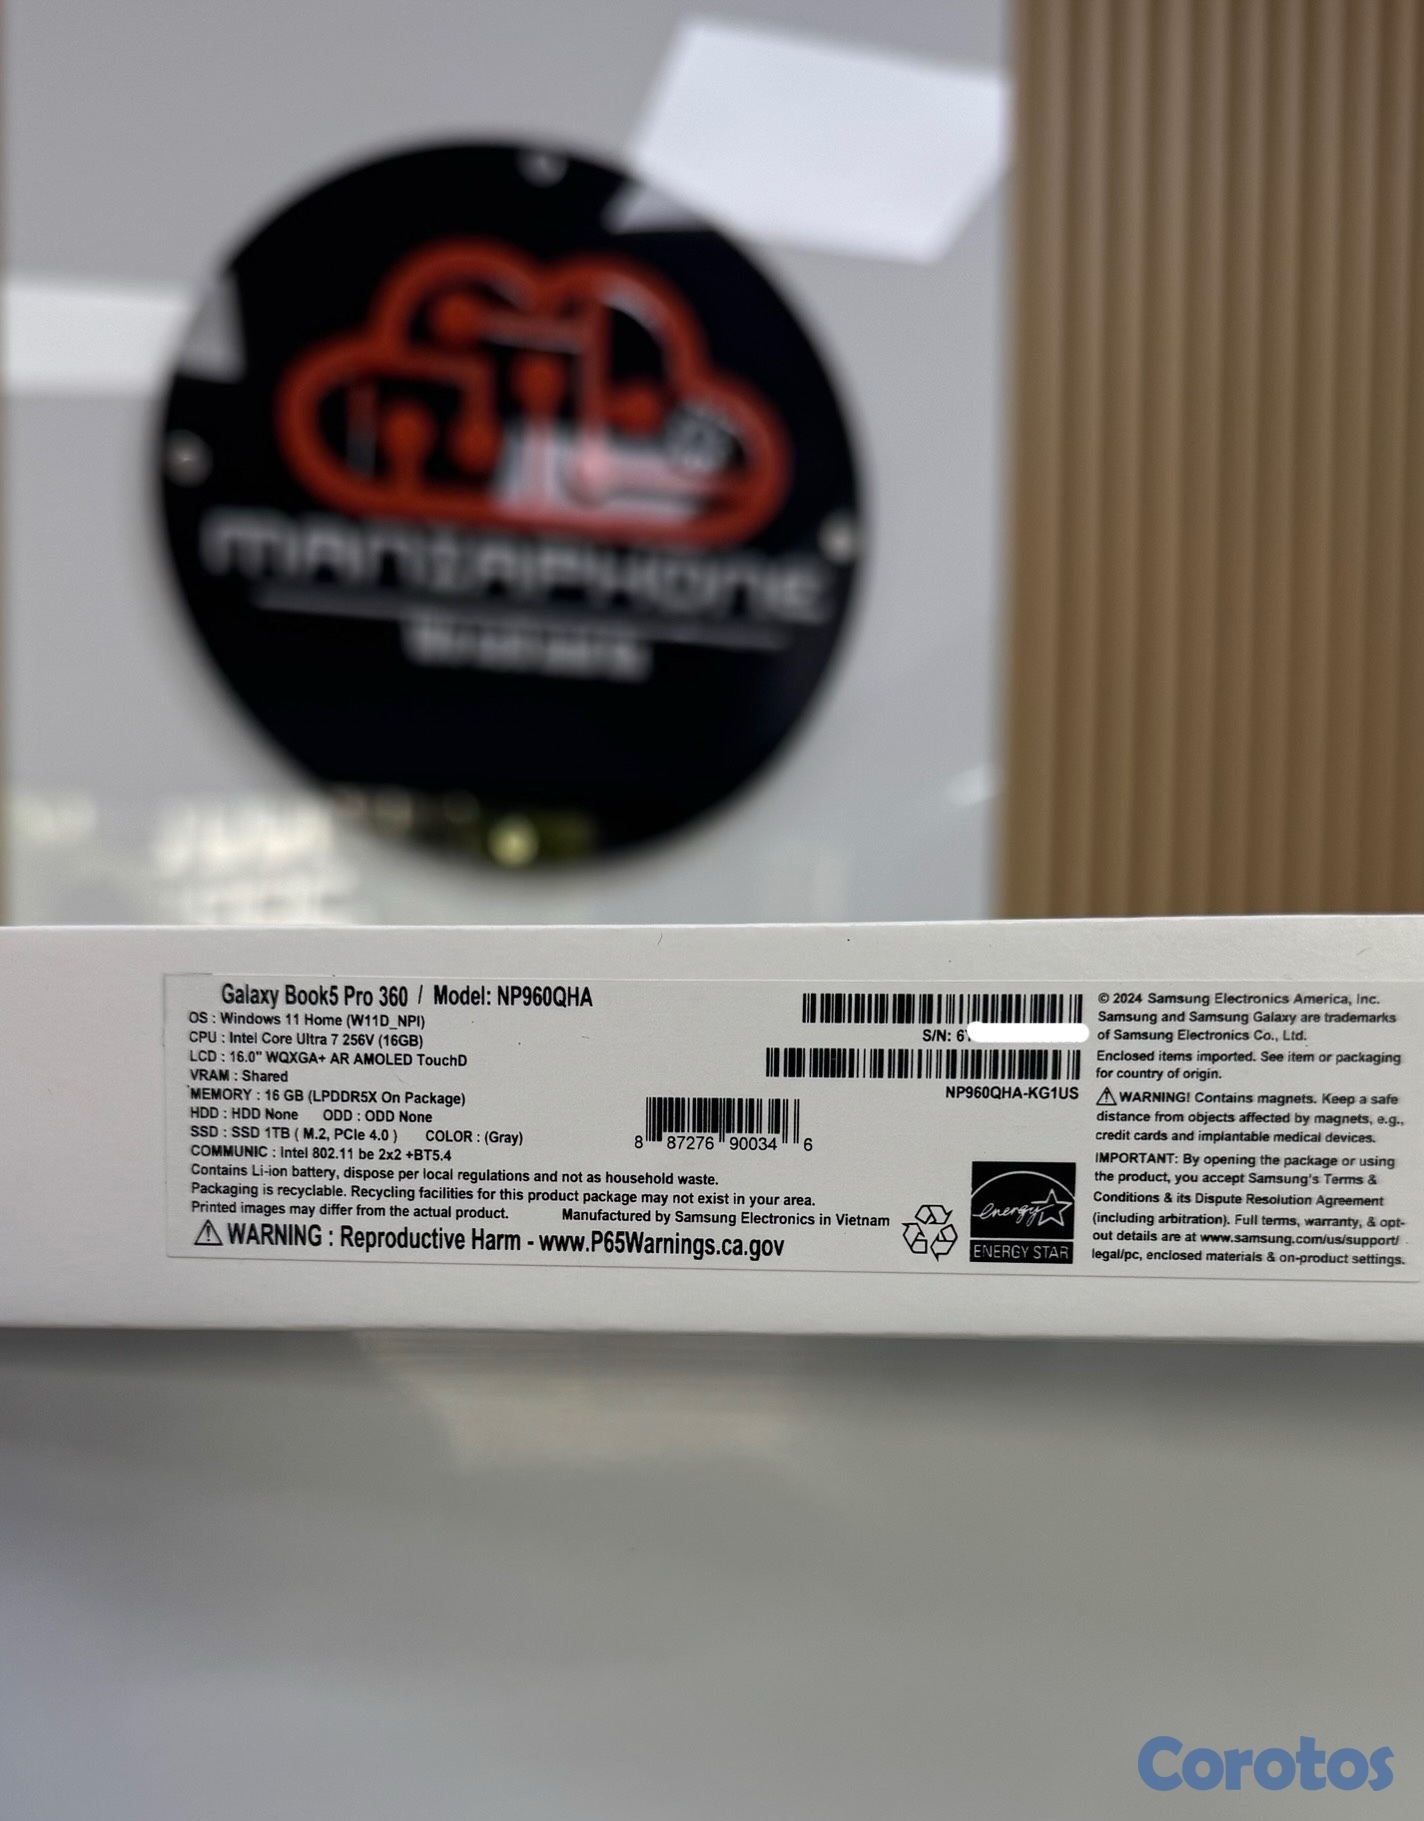 MANIAPHONE
Galaxy Book5 Pro 360 / Model: NP960QHA
OS : Windows 11 Home (W11D_NPI)
CPU : Intel Core Ultra 7 256V (16GB)
LCD : 16.0" WQXGA+ AR AMOLED TouchD
VRAM : Shared
MEMORY : 16 GB (LPDDR5X On Package)
HDD : HDD None ODD : ODD None
SSD : SSD 1TB ( M.2, PCIe 4.0 ) COLOR : (Gray)
COMMUNIC : Intel 802.11 be 2x2 +BT5.4
Contains Li-ion battery, dispose per local regulations and not as household waste.
Packaging is recyclable. Recycling facilities for this product package may not exist in your area.
Printed images may differ from the actual product. Manufactured by Samsung Electronics in Vietnam
WARNING : Reproductive Harm - www.P65Warnings.ca.gov
8 87276 90034 6
S/N: 6
NP960QHA-KG1US
energy
ENERGY STAR
© 2024 Samsung Electronics America, Inc.
Samsung and Samsung Galaxy are trademarks
of Samsung Electronics Co., Ltd.
Enclosed items imported. See item or packaging
for country of origin.
WARNING! Contains magnets. Keep a safe
distance from objects affected by magnets, e.g.,
credit cards and implantable medical devices.
IMPORTANT: By opening the package or using
the product, you accept Samsung's Terms &
Conditions & its Dispute Resolution Agreement
(including arbitration). Full terms, warranty, & opt-
out details are at www.samsung.com/us/support/
legal/pc, enclosed materials & on-product settings.
Corotos